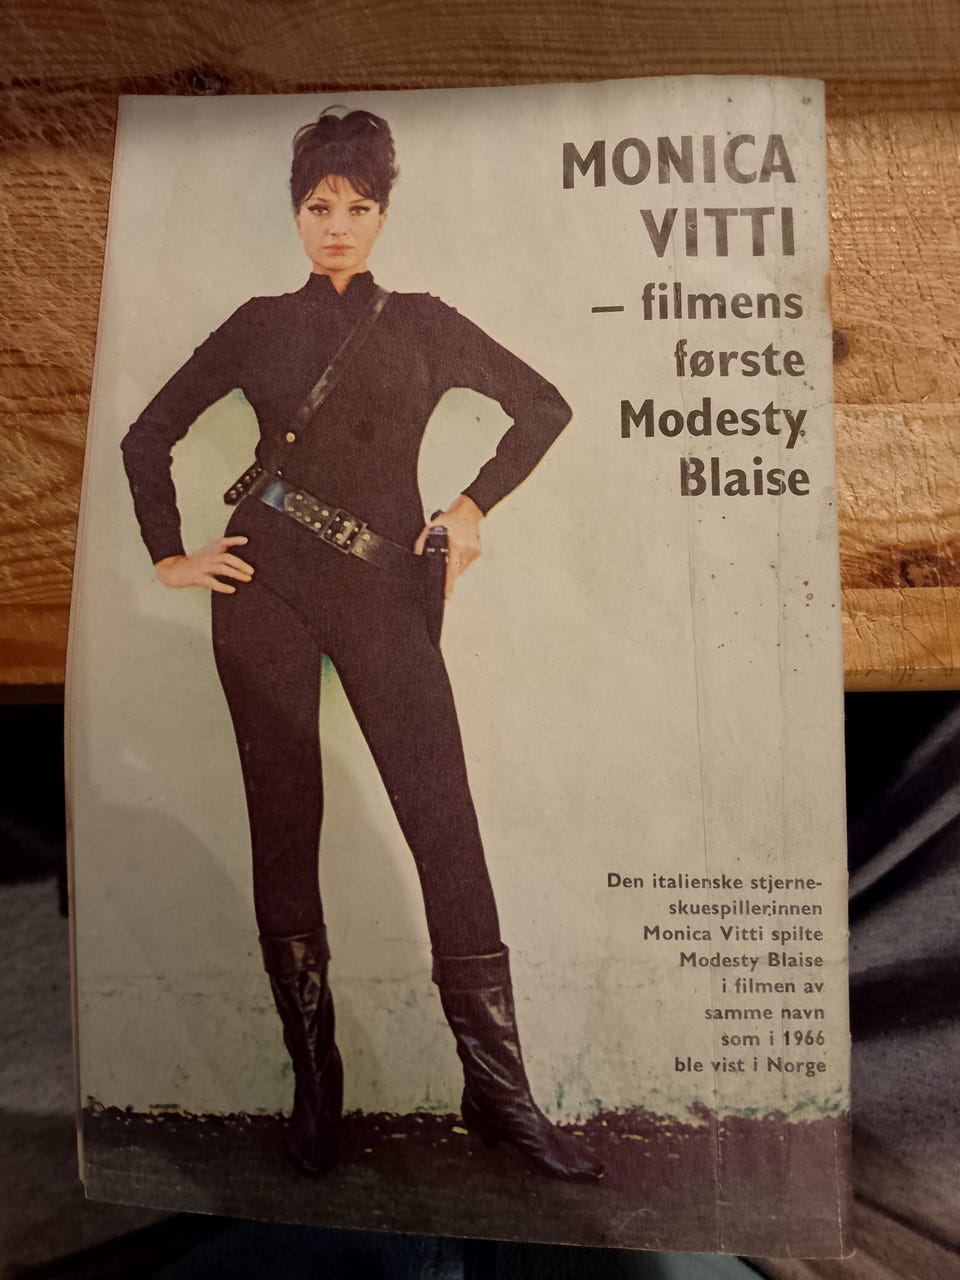 MONICA
VITTI
– filmens
første
Modesty
Blaise
Den italienske stjerne-
skuespillerinnen
Monica Vitti spilte
Modesty Blaise
i filmen av
samme navn
som i 1966
ble vist i Norge